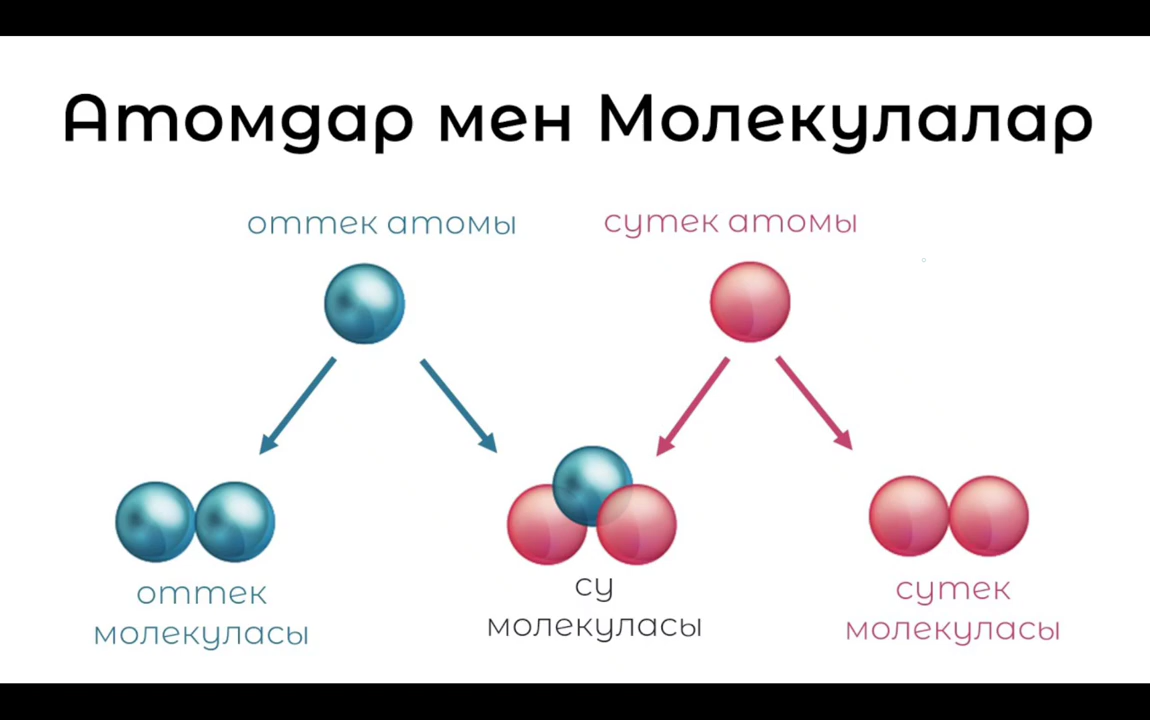 Атомдар мен Молекулалар
оттек атомы
сутек атомы
оттек
молекуласы
су
молекуласы
сутек
молекуласы